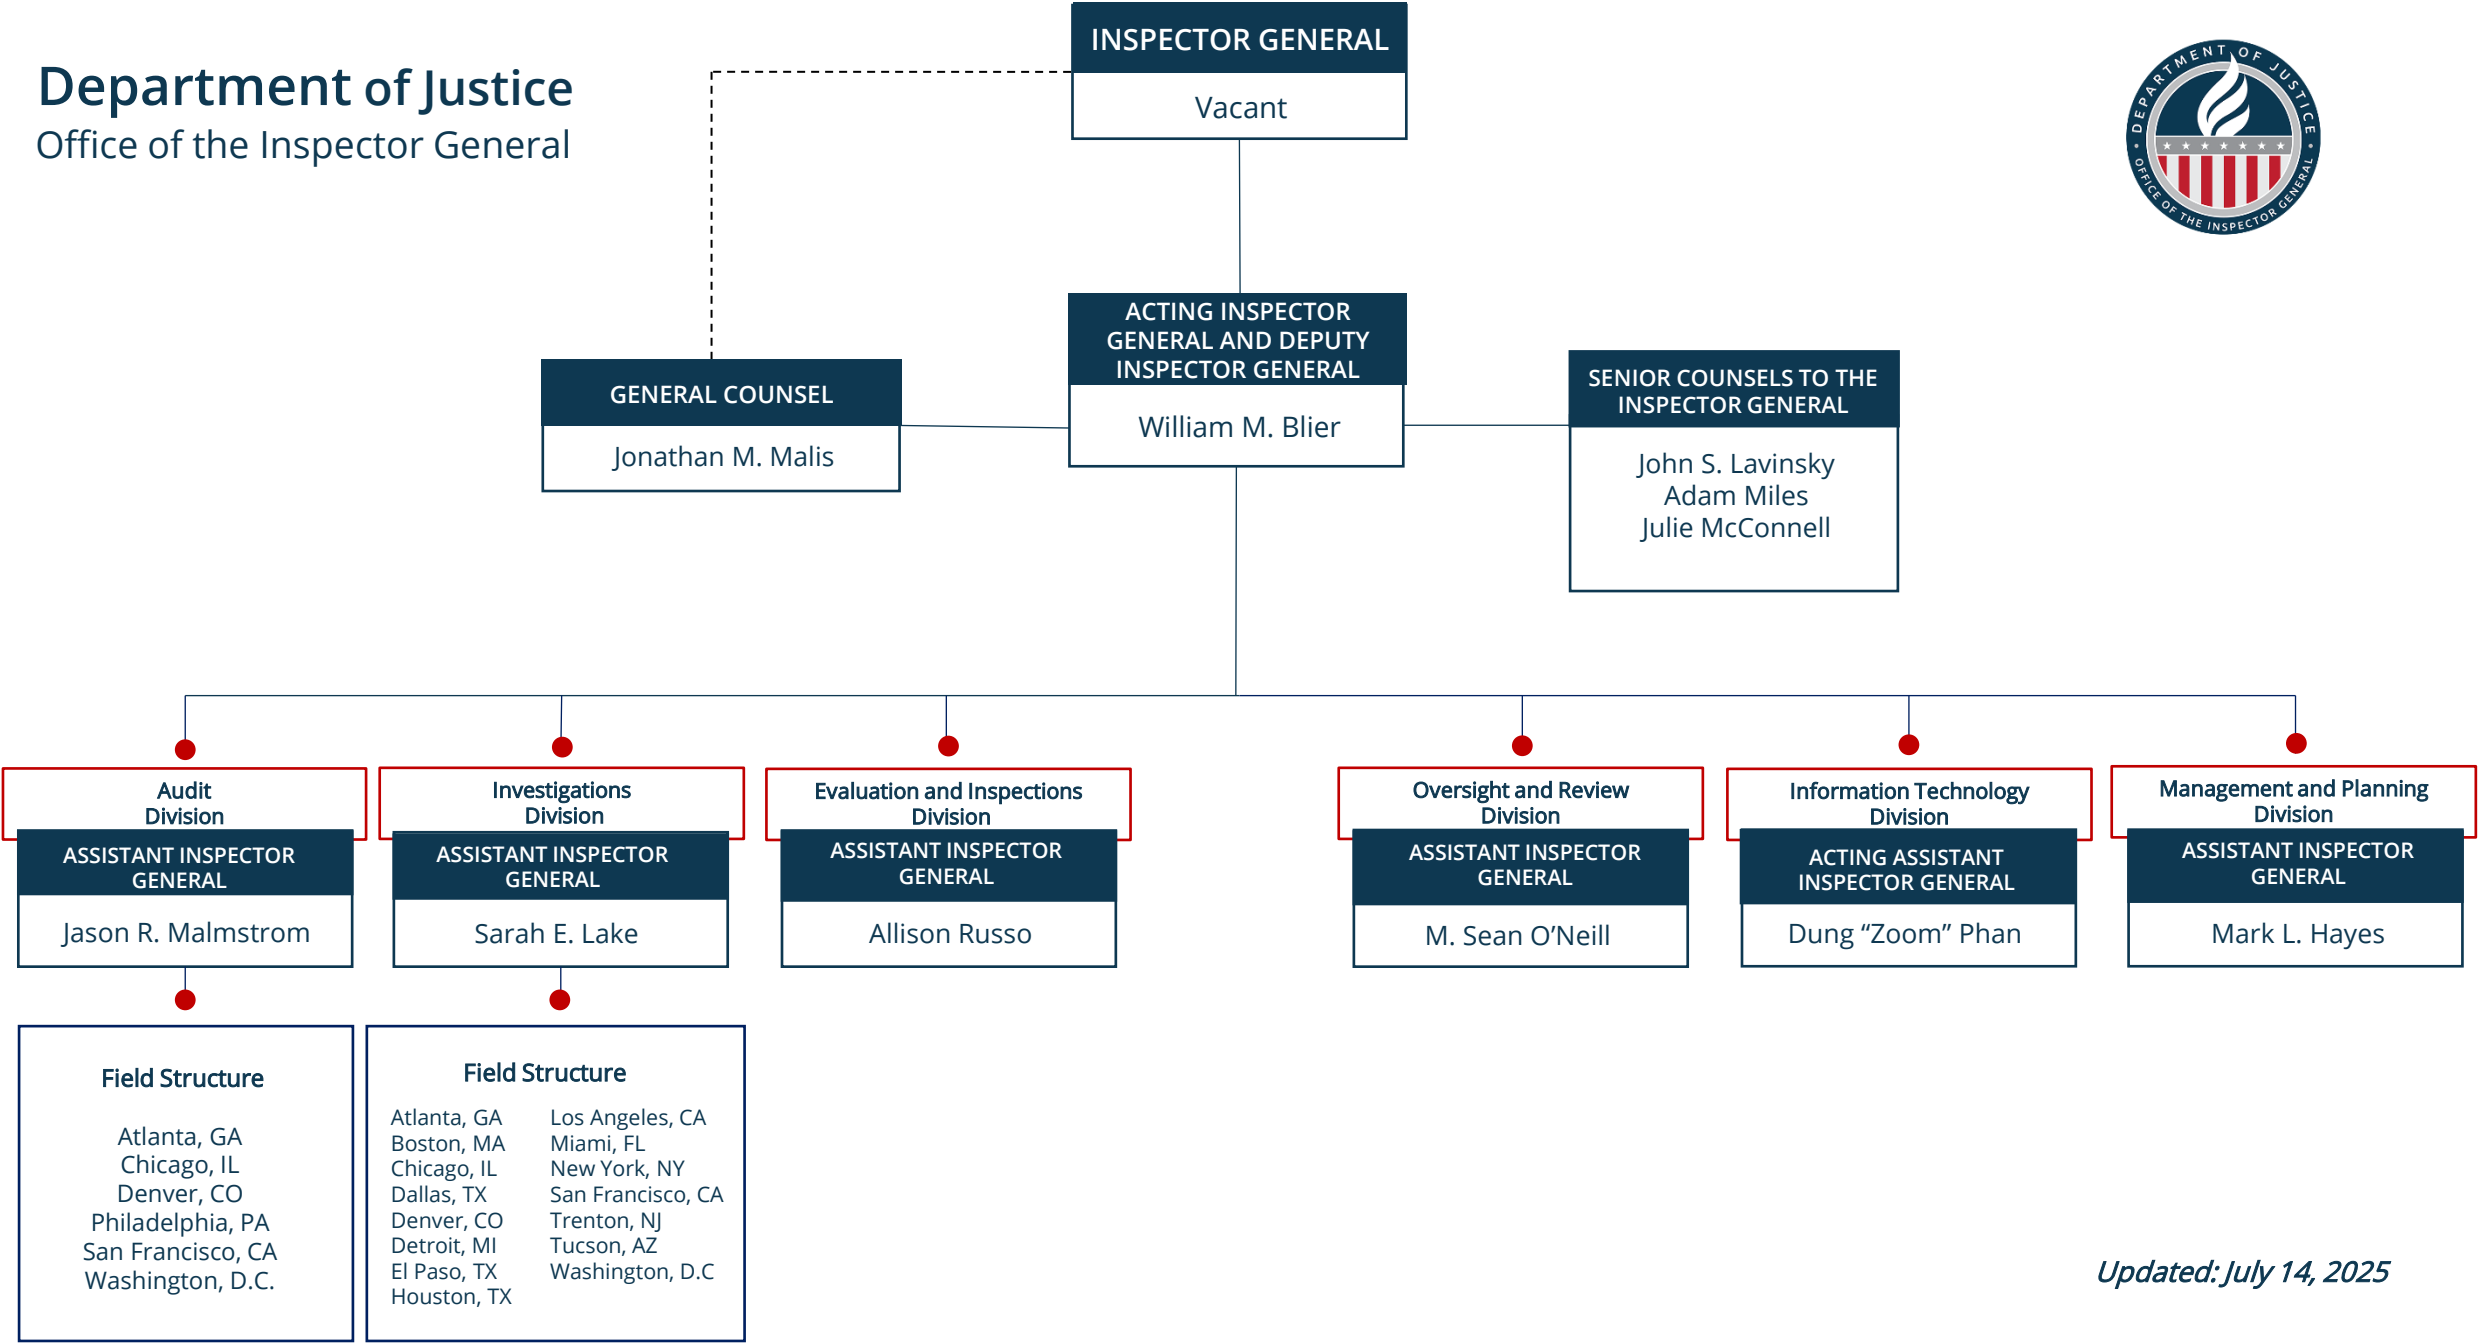 Department of Justice
Office of the Inspector General
INSPECTOR GENERAL
Vacant
DEPARTMENT OF JUSTICE
OFFICE OF THE INSPECTOR GENERAL
GENERAL COUNSEL
Jonathan M. Malis
ACTING INSPECTOR
GENERAL AND DEPUTY
INSPECTOR GENERAL
William M. Blier
SENIOR COUNSELS TO THE
INSPECTOR GENERAL
John S. Lavinsky
Adam Miles
Julie McConnell
Audit
Division
ASSISTANT INSPECTOR
GENERAL
Jason R. Malmstrom
Investigations
Division
ASSISTANT INSPECTOR
GENERAL
Sarah E. Lake
Evaluation and Inspections
Division
ASSISTANT INSPECTOR
GENERAL
Allison Russo
Oversight and Review
Division
ASSISTANT INSPECTOR
GENERAL
M. Sean O’Neill
Information Technology
Division
ACTING ASSISTANT
INSPECTOR GENERAL
Dung “Zoom” Phan
Management and Planning
Division
ASSISTANT INSPECTOR
GENERAL
Mark L. Hayes
Field Structure
Atlanta, GA
Chicago, IL
Denver, CO
Philadelphia, PA
San Francisco, CA
Washington, D.C.
Field Structure
Atlanta, GA
Boston, MA
Chicago, IL
Dallas, TX
Denver, CO
Detroit, MI
El Paso, TX
Houston, TX
Los Angeles, CA
Miami, FL
New York, NY
San Francisco, CA
Trenton, NJ
Tucson, AZ
Washington, D.C
Updated: July 14, 2025